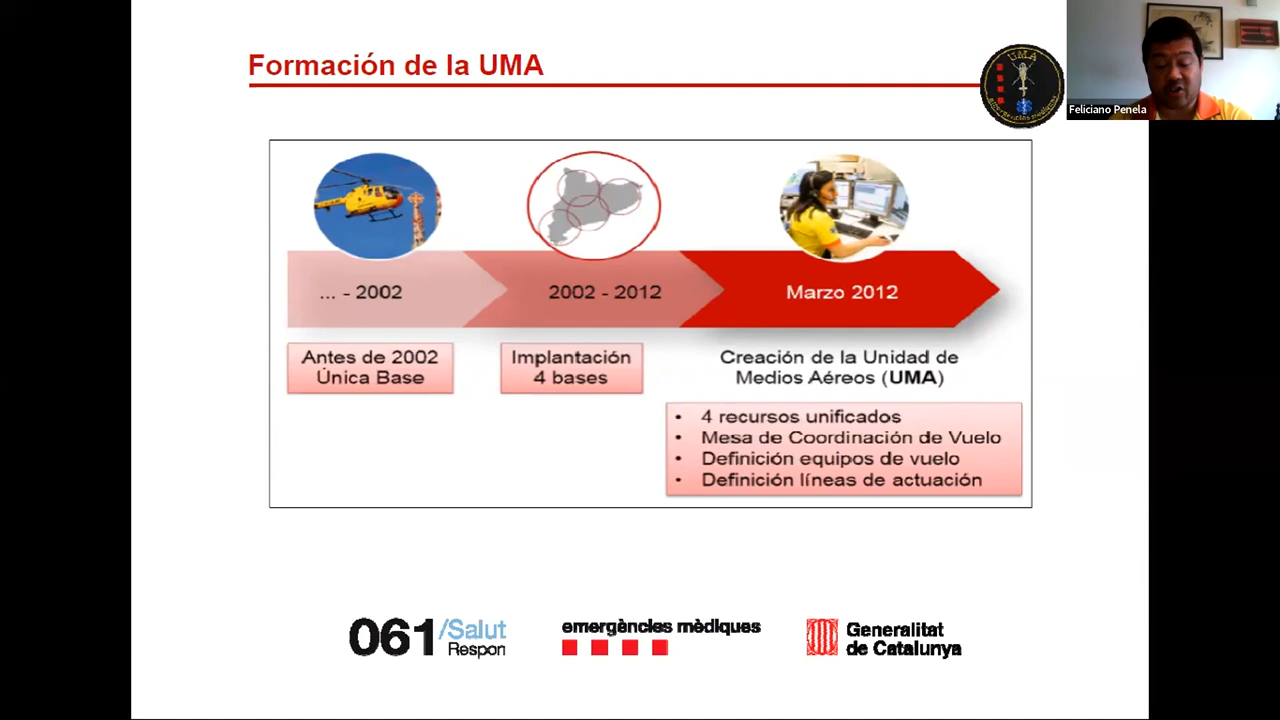 Formación de la UMA
UMA
Feliciano Penela
... - 2002
2002 - 2012
Marzo 2012
Antes de 2002
Única Base
Implantación
4 bases
Creación de la Unidad de
Medios Aéreos (UMA)
• 4 recursos unificados
• Mesa de Coordinación de Vuelo
• Definición equipos de vuelo
• Definición líneas de actuación
061/Salut
Respon
emergències mèdiques
Generalitat
de Catalunya